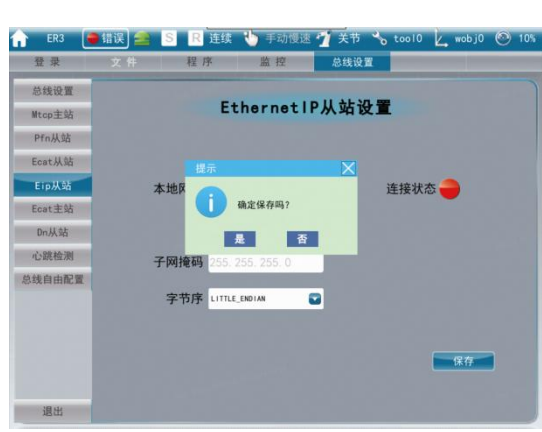 ER3 错误 S R 连续 手动慢速 关节 tool0 wobj0 10%
登录 文件 程序 监控 总线设置
总线设置
Mtcp主站
Pfn从站
Ecat从站
Eip从站
Ecat主站
Dn从站
心跳检测
总线自由配置
退出
EthernetIP从站设置
提示
本地网
连接状态
i
确定保存吗?
是 否
子网掩码 255.255.255.0
字节序 LITTLE_ENDIAN
保存